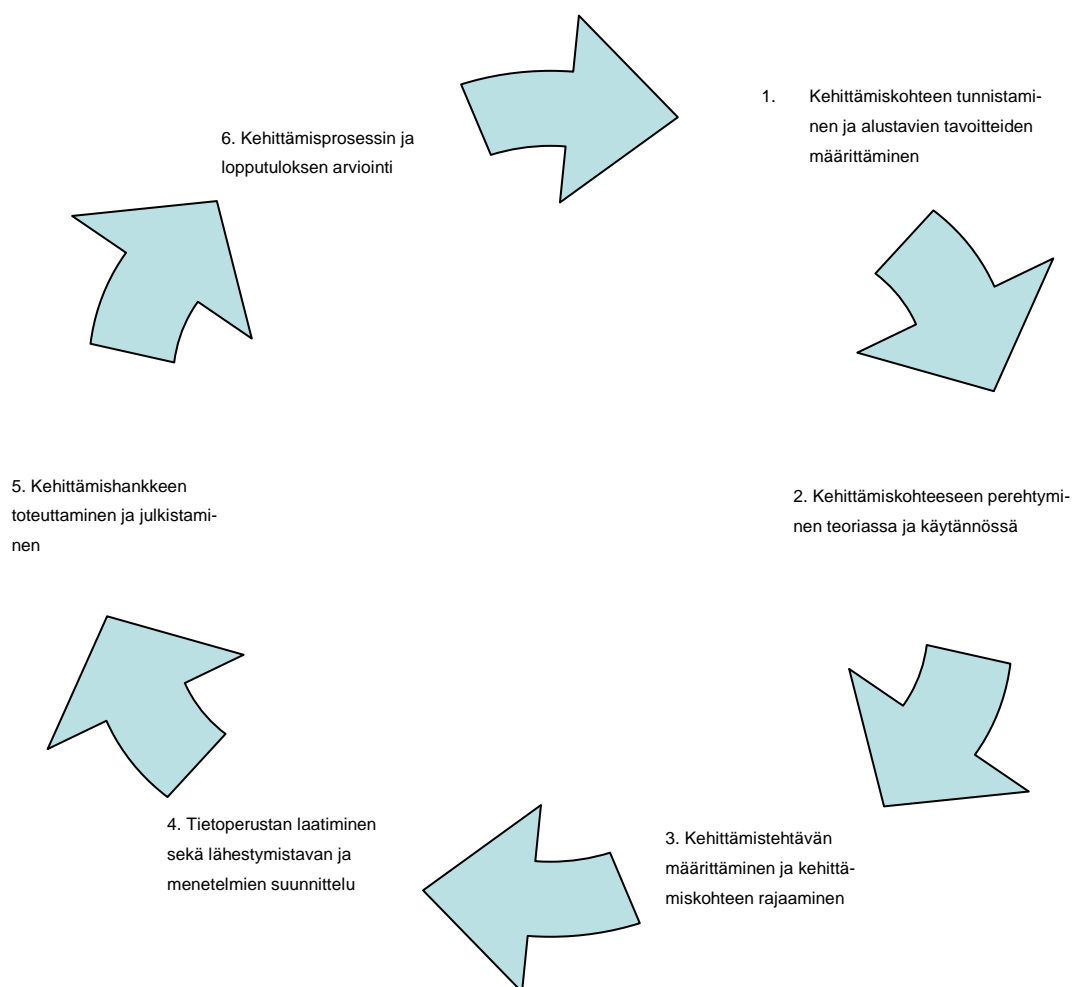 1. Kehittämiskohteen tunnistami-
nen ja alustavien tavoitteiden
määrittäminen
2. Kehittämiskohteeseen perehtymi-
nen teoriassa ja käytännössä
3. Kehittämistehtävän
määrittäminen ja kehittä-
miskohteen rajaaminen
4. Tietoperustan laatiminen
sekä lähestymistavan ja
menetelmien suunnittelu
5. Kehittämishankkeen
toteuttaminen ja julkistami-
nen
6. Kehittämisprosessin ja
lopputuloksen arviointi